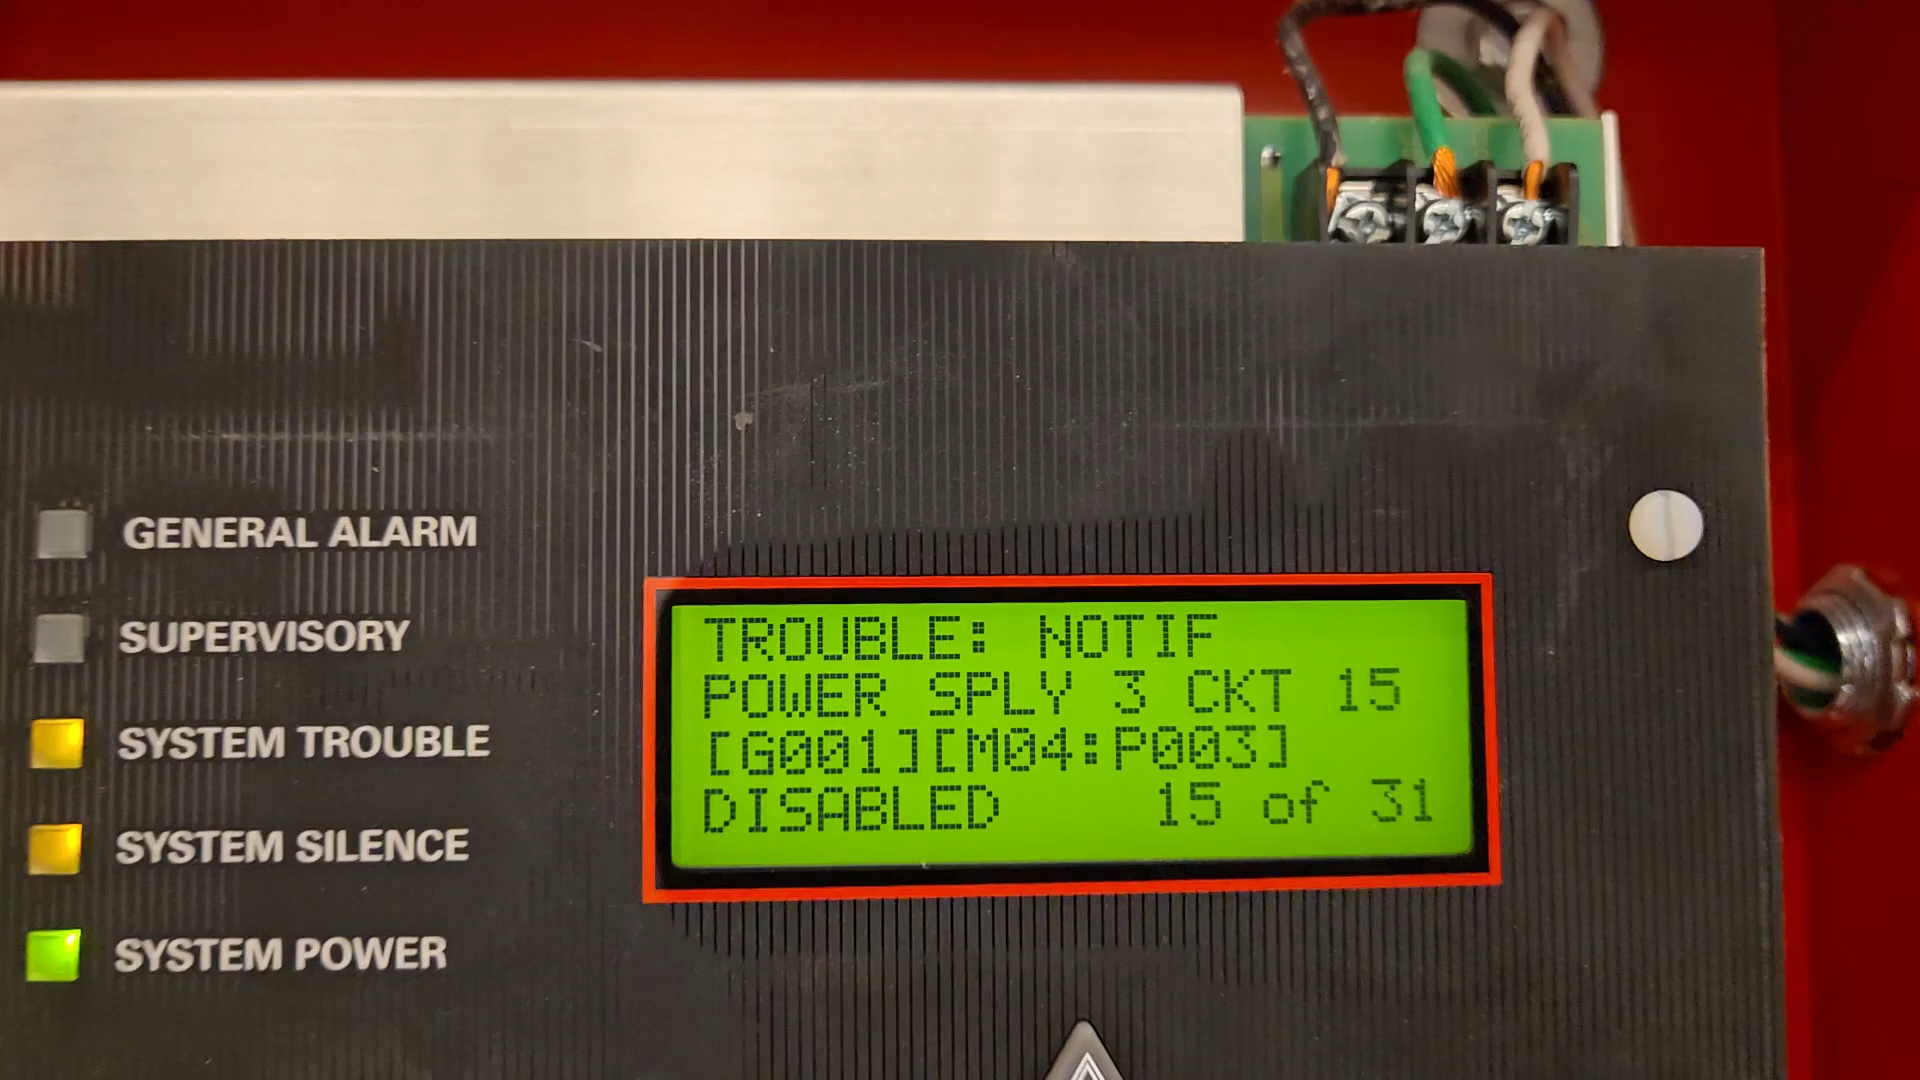 GENERAL ALARM
SUPERVISORY
SYSTEM TROUBLE
SYSTEM SILENCE
SYSTEM POWER
TROUBLE: NOTIF
POWER SPLY 3 CKT 15
[G001][M04:P003]
DISABLED 15 of 31